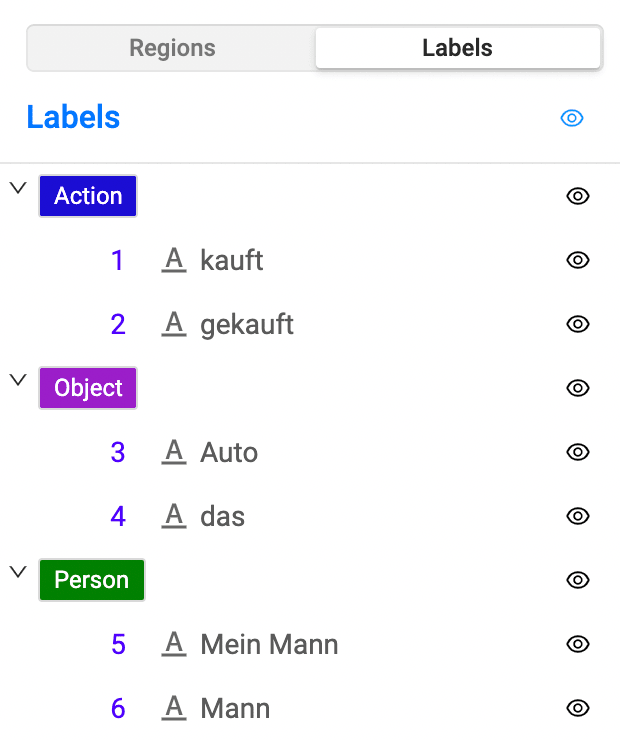 Regions Labels
Labels
Action
1 A kauft
2 A gekauft
Object
3 A Auto
4 A das
Person
5 A Mein Mann
6 A Mann